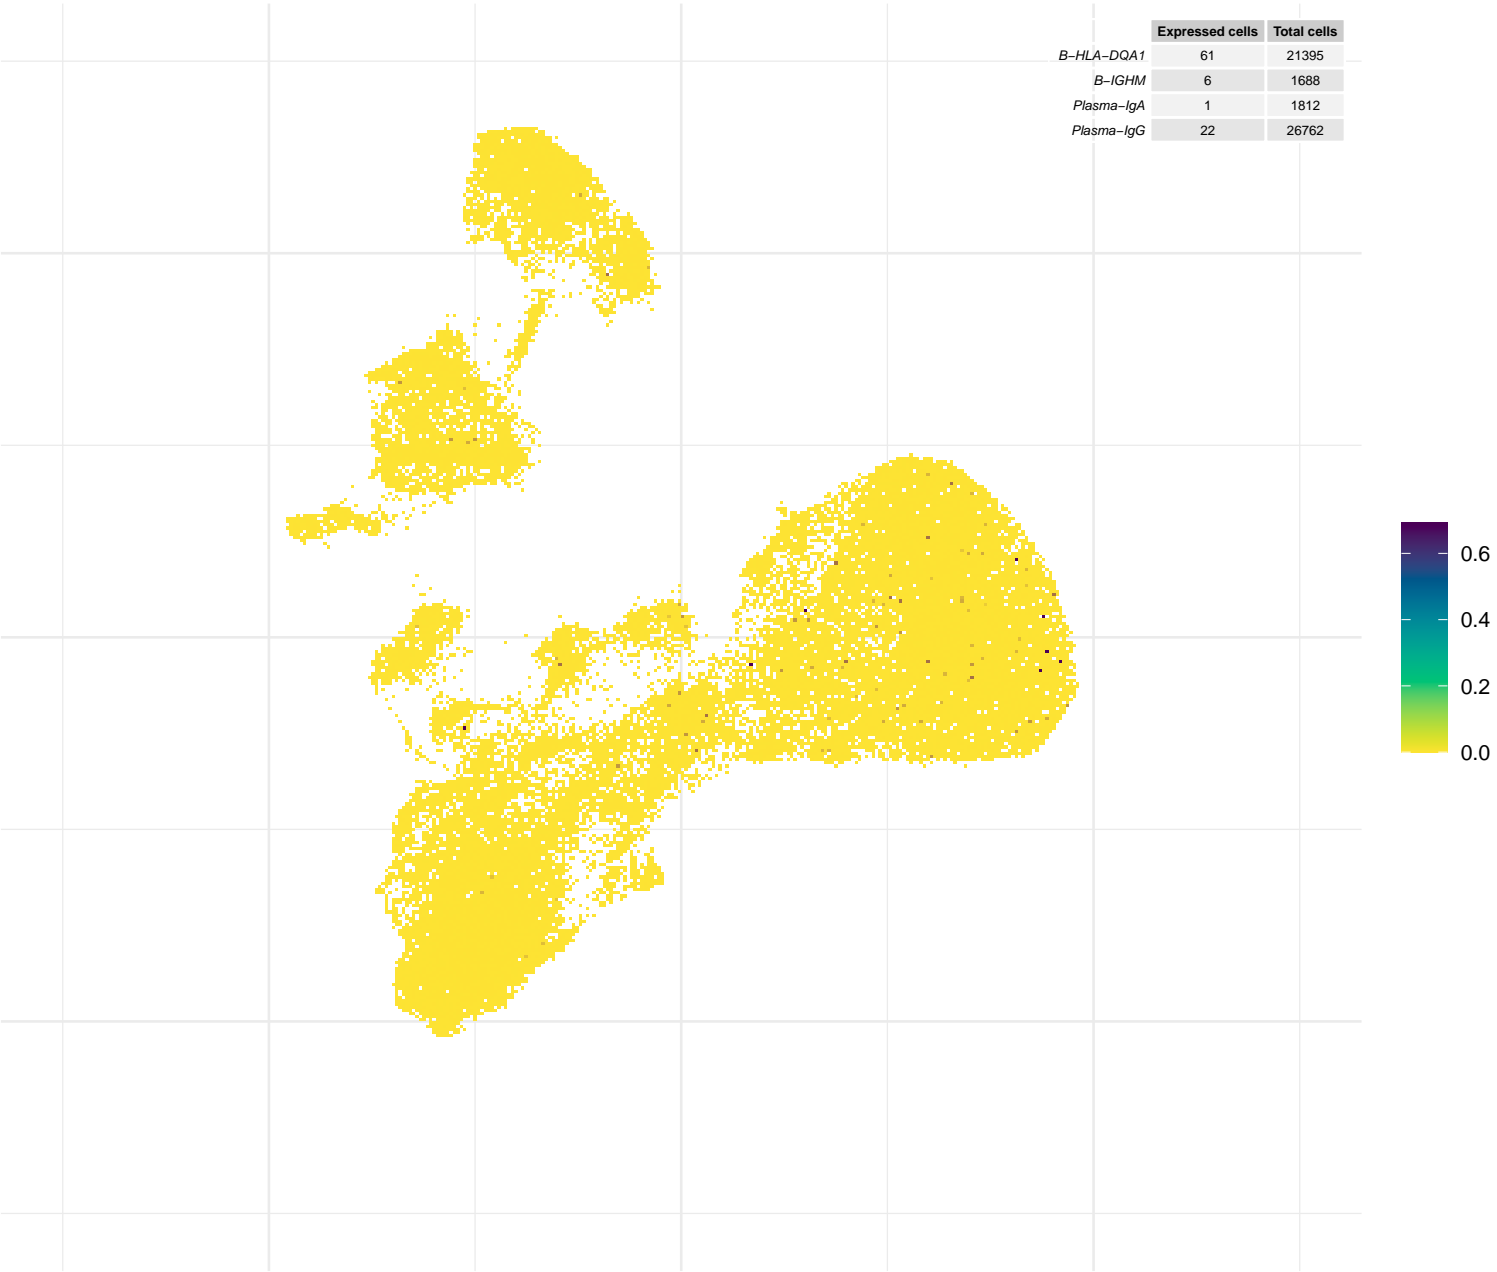 Expressed cells Total cells
B−HLA−DQA1 61 21395
B−IGHM 6 1688
Plasma−IgA 1 1812
Plasma−IgG 22 26762
0.6
0.4
0.2
0.0